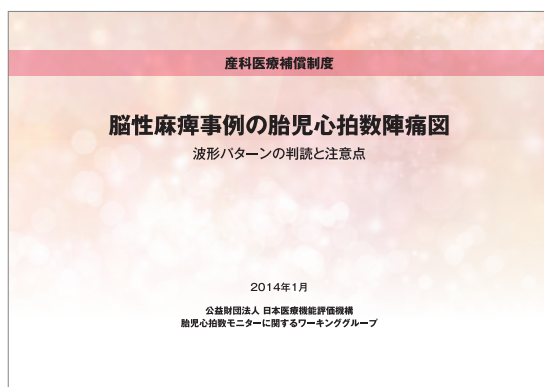 産科医療補償制度
脳性麻痺事例の胎児心拍数陣痛図
波形パターンの判読と注意点
2014年1月
公益財団法人 日本医療機能評価機構
胎児心拍数モニターに関するワーキンググループ